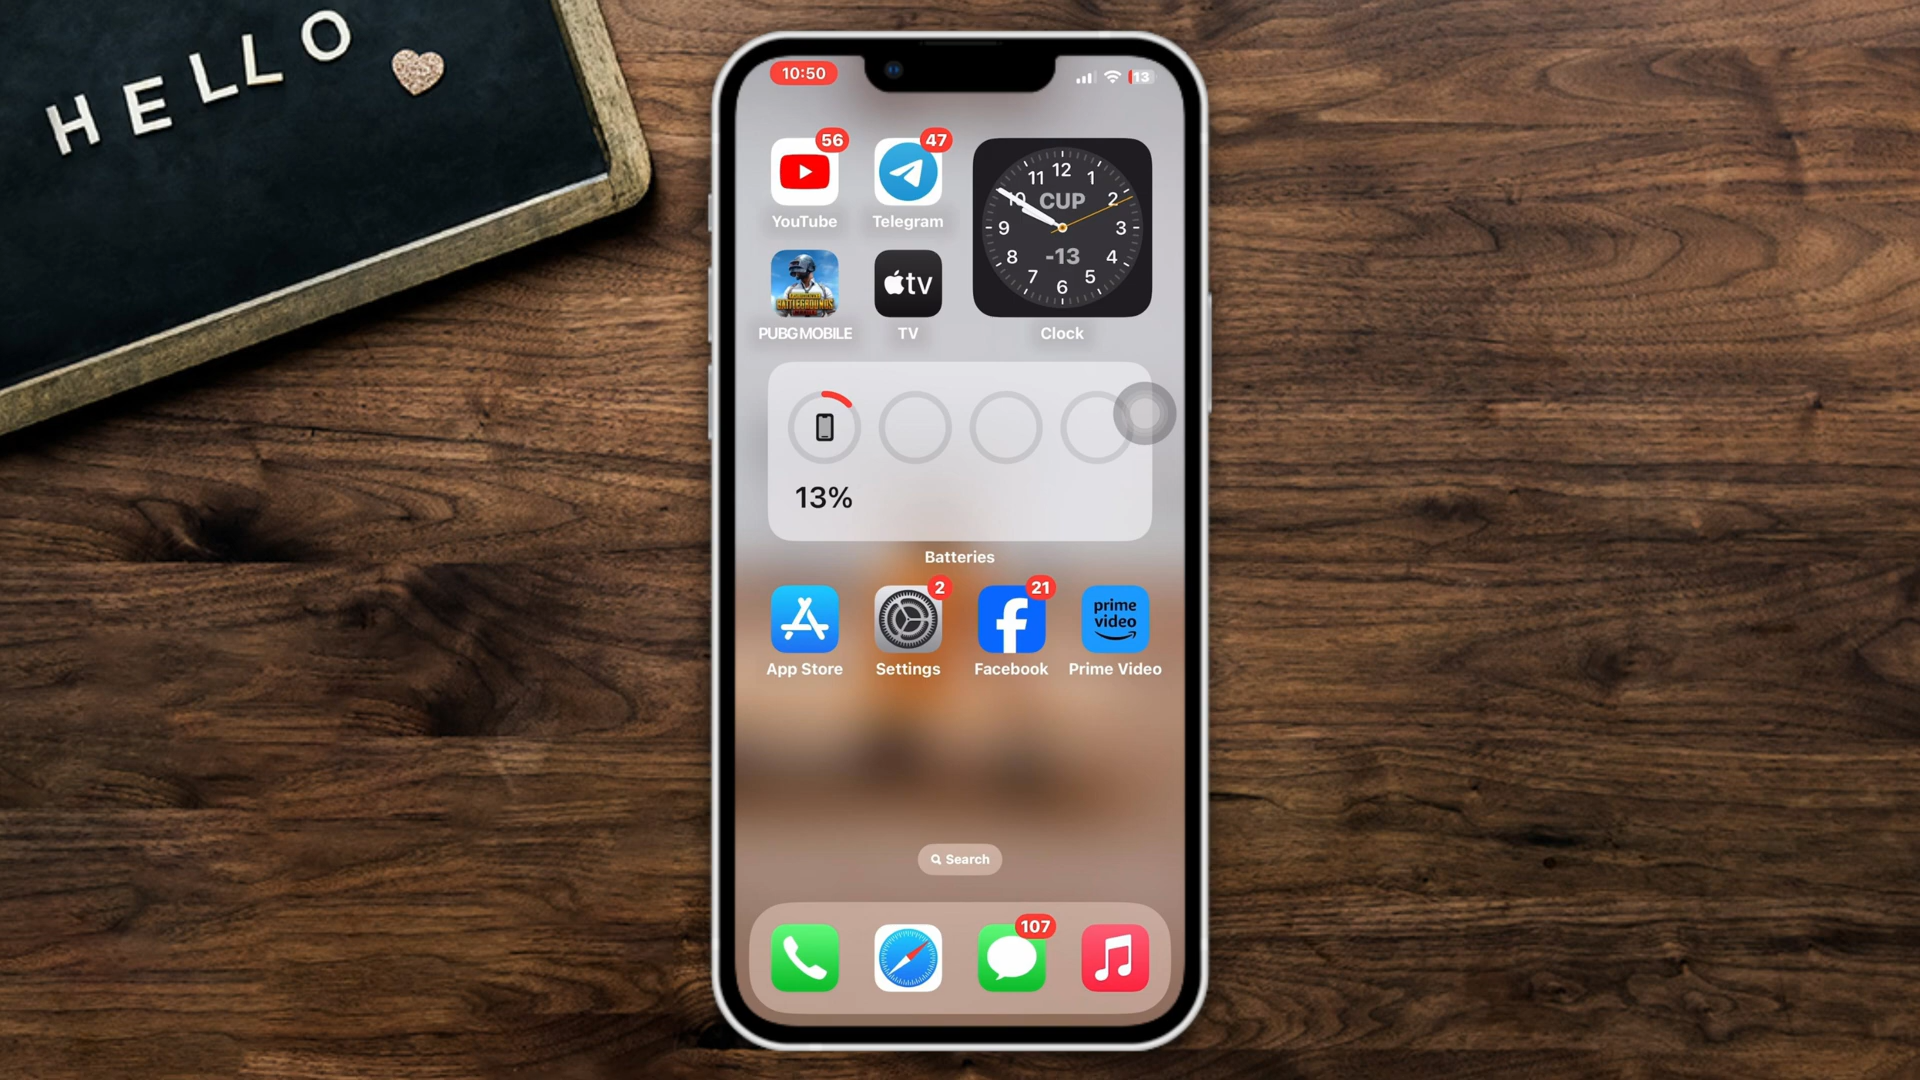 HELLO
10:50
13
56
47
YouTube
Telegram
12
11
1
10
CUP
2
9
3
-13
8
4
7
5
6
BATTLEGROUNDS
tv
PUBG MOBILE
TV
Clock
13%
Batteries
2
21
prime
video
App Store
Settings
Facebook
Prime Video
Search
107